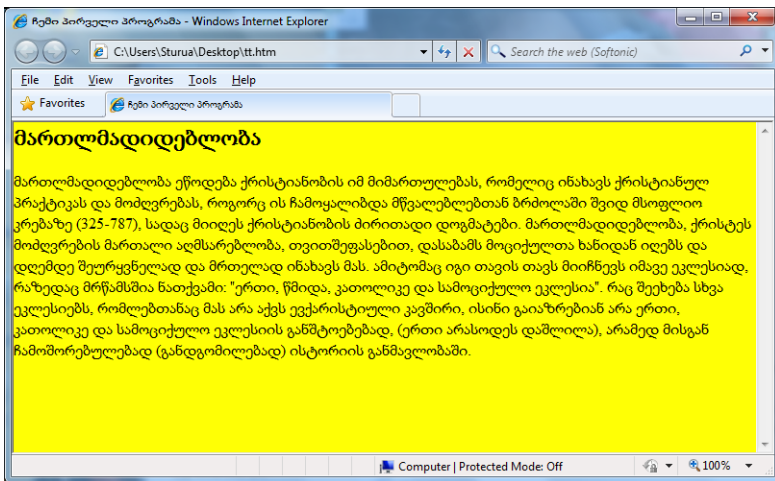 ჩემი პირველი პროგრამა - Windows Internet Explorer
C:\Users\Sturua\Desktop\tt.htm
Search the web (Softonic)
File Edit View Favorites Tools Help
Favorites ჩემი პირველი პროგრამა
მართლმადიდებლობა
მართლმადიდებლობა ეწოდება ქრისტიანობის იმ მიმართულებას, რომელიც ინახავს ქრისტიანულ
პრაქტიკას და მოძღვრებას, როგორც ის ჩამოყალიბდა მწვალებლებთან ბრძოლაში შვიდ მსოფლიო
კრებაზე (325-787), სადაც მიიღეს ქრისტიანობის ძირითადი დოგმატები. მართლმადიდებლობა, ქრისტეს
მოძღვრების მართალი აღმსარებლობა, თვითშეფასებით, დასაბამს მოციქულთა ხანიდან იღებს და
დღემდე შეურყვნელად და მრთელად ინახავს მას. ამიტომაც იგი თავის თავს მიიჩნევს იმავე ეკლესიად,
რაზედაც მრწამსშია ნათქვამი: "ერთი, წმიდა, კათოლიკე და სამოციქულო ეკლესია". რაც შეეხება სხვა
ეკლესიებს, რომლებთანაც მას არა აქვს ევქარისტიული კავშირი, ისინი გაიაზრებიან არა ერთი,
კათოლიკე და სამოციქულო ეკლესიის განშტოებებად, (ერთი არასოდეს დაშლილა), არამედ მისგან
ჩამოშორებულებად (განდგომილებად) ისტორიის განმავლობაში.
Computer | Protected Mode: Off
100%